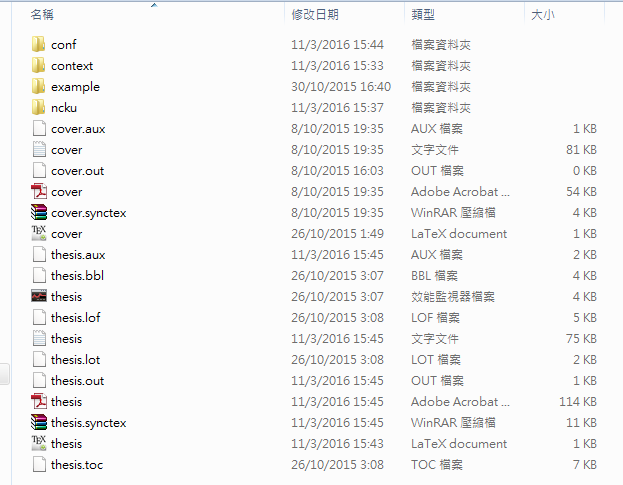 名稱 修改日期 類型 大小
conf 11/3/2016 15:44 檔案資料夾
context 11/3/2016 15:33 檔案資料夾
example 30/10/2015 16:40 檔案資料夾
ncku 11/3/2016 15:37 檔案資料夾
cover.aux 8/10/2015 19:35 AUX 檔案 1 KB
cover 8/10/2015 19:35 文字文件 81 KB
cover.out 8/10/2015 16:03 OUT 檔案 0 KB
cover 8/10/2015 19:35 Adobe Acrobat ... 54 KB
cover.synctex 8/10/2015 19:35 WinRAR 壓縮檔 4 KB
cover 26/10/2015 1:49 LaTeX document 1 KB
thesis.aux 11/3/2016 15:45 AUX 檔案 2 KB
thesis.bbl 26/10/2015 3:07 BBL 檔案 4 KB
thesis 26/10/2015 3:07 效能監視器檔案 4 KB
thesis.lof 26/10/2015 3:08 LOF 檔案 5 KB
thesis 11/3/2016 15:45 文字文件 75 KB
thesis.lot 26/10/2015 3:08 LOT 檔案 2 KB
thesis.out 11/3/2016 15:45 OUT 檔案 1 KB
thesis 11/3/2016 15:45 Adobe Acrobat ... 114 KB
thesis.synctex 11/3/2016 15:45 WinRAR 壓縮檔 11 KB
thesis 11/3/2016 15:43 LaTeX document 1 KB
thesis.toc 26/10/2015 3:08 TOC 檔案 7 KB